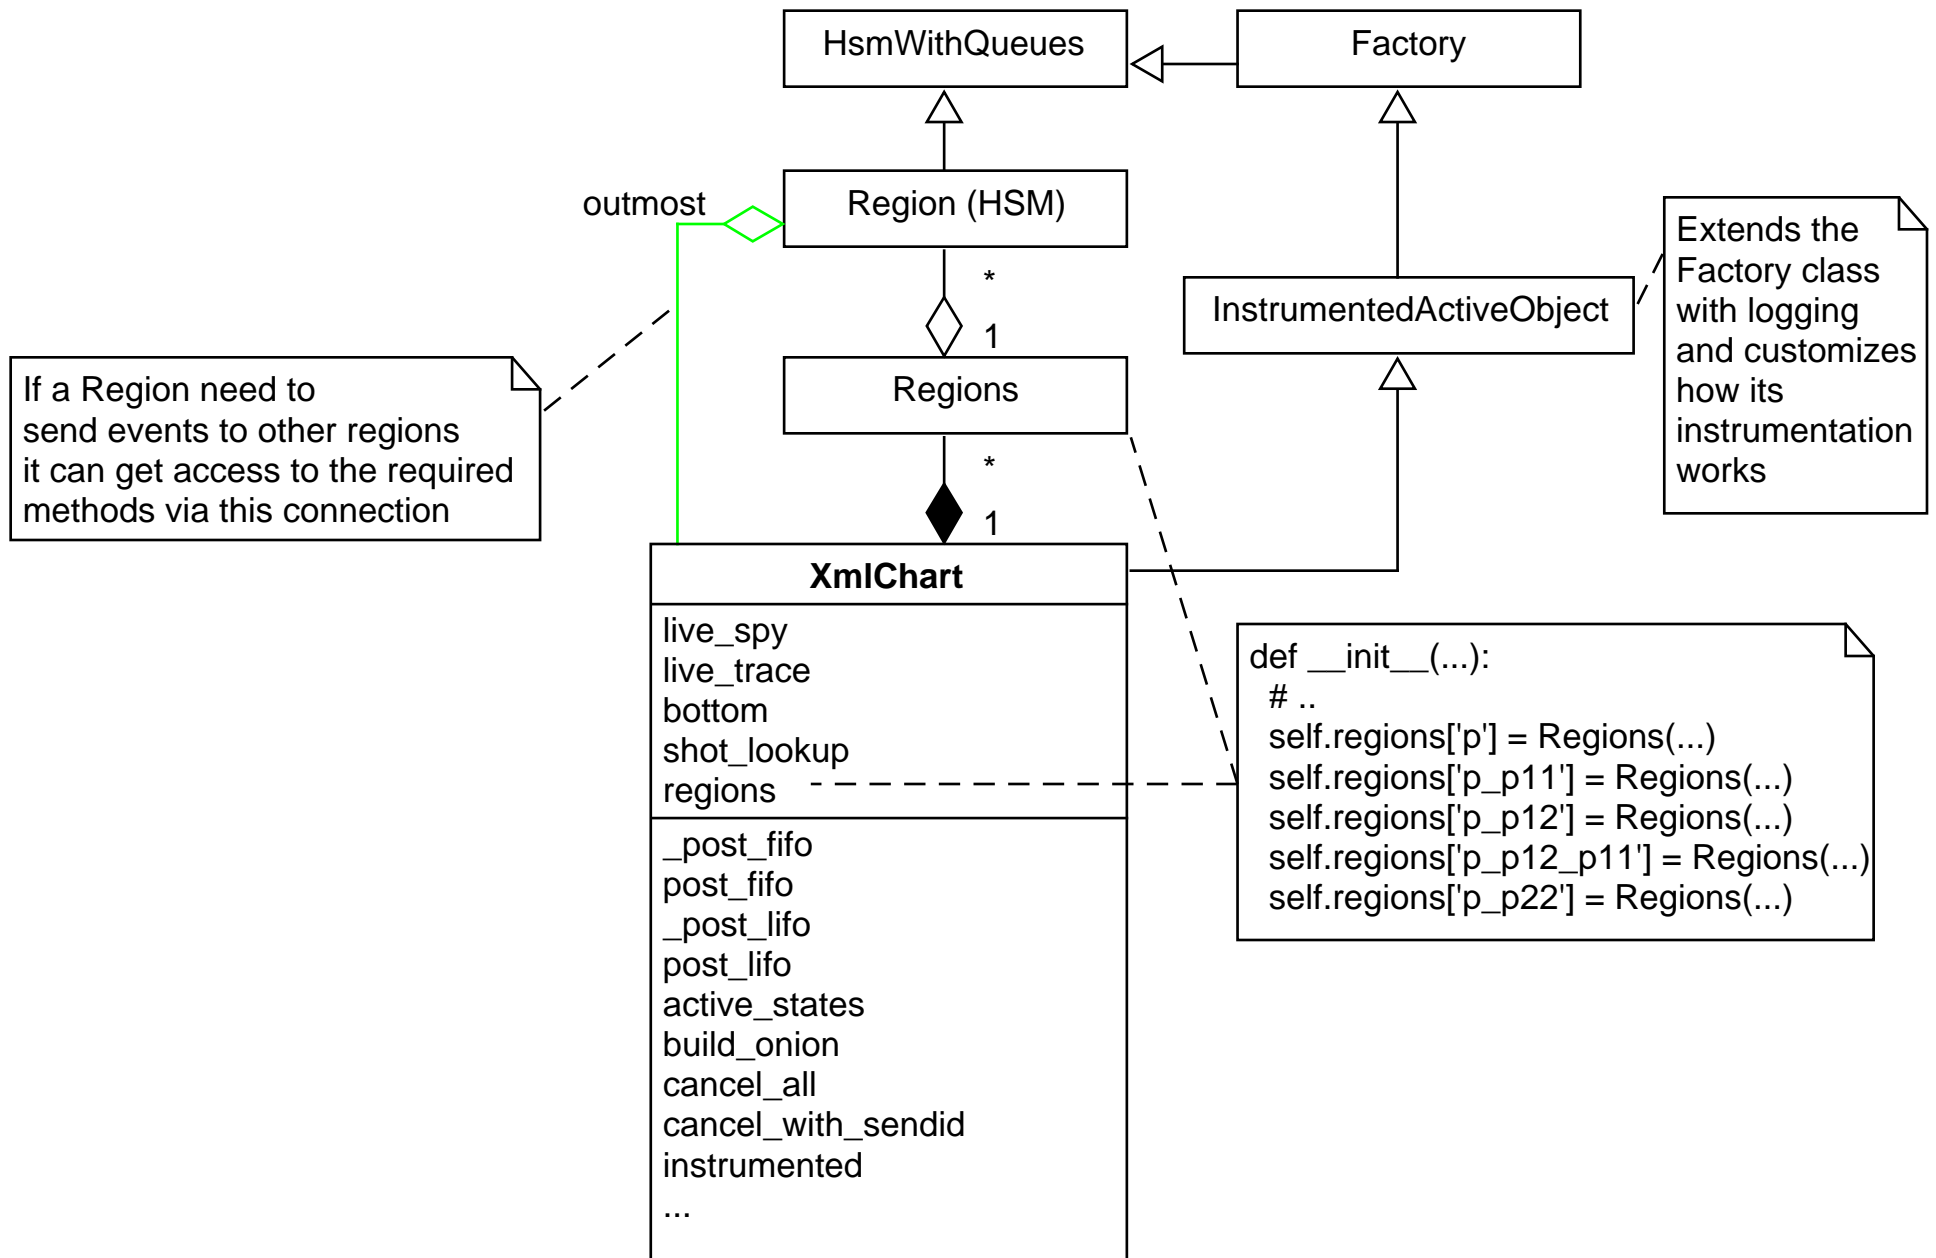 HsmWithQueues
Factory
outmost
Region (HSM)
*
1
Extends the
Factory class
with logging
and customizes
how its
instrumentation
works
InstrumentedActiveObject
If a Region need to
send events to other regions
it can get access to the required
methods via this connection
Regions
*
1
XmlChart
live_spy
live_trace
bottom
shot_lookup
regions
def __init__(...):
# ..
self.regions['p'] = Regions(...)
self.regions['p_p11'] = Regions(...)
self.regions['p_p12'] = Regions(...)
self.regions['p_p12_p11'] = Regions(...)
self.regions['p_p22'] = Regions(...)
_post_fifo
post_fifo
_post_lifo
post_lifo
active_states
build_onion
cancel_all
cancel_with_sendid
instrumented
...